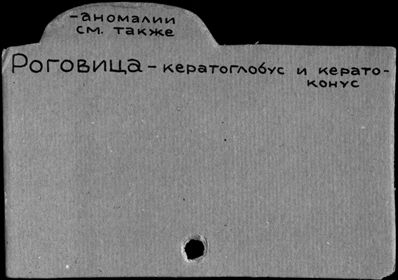 -аномалии
см. также
Роговица - кератоглобус и керато-
конус